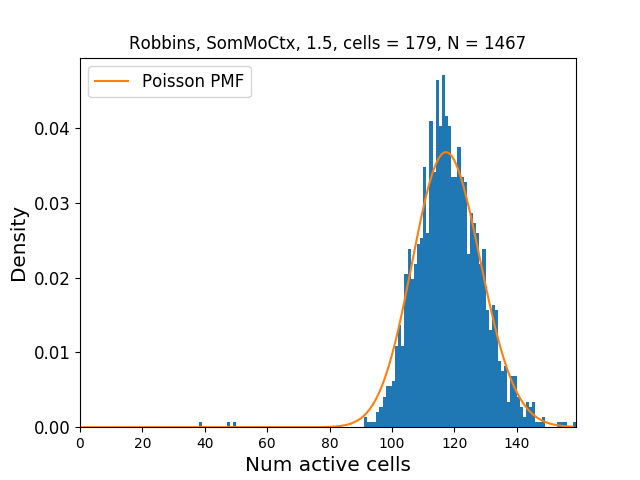 Robbins, SomMoCtx, 1.5, cells = 179, N = 1467
Poisson PMF
Density
0.04
0.03
0.02
0.01
0.00
0 20 40 60 80 100 120 140
Num active cells